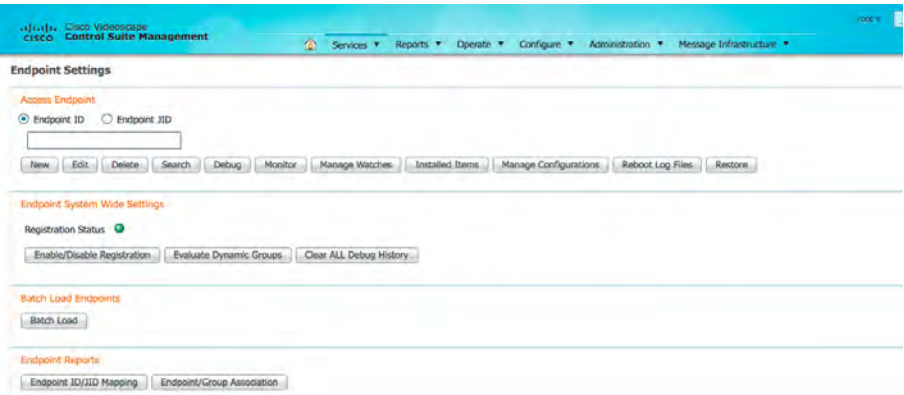 Cisco Videoscape
CISCO Control Suite Management
Services Reports Operate Configure Administration Message Infrastructure
Endpoint Settings
Access Endpoint
Endpoint ID Endpoint JID
New Edit Delete Search Debug Monitor Manage Watches Installed Items Manage Configurations Reboot Log Files Restore
Endpoint System Wide Settings
Registration Status
Enable/Disable Registration Evaluate Dynamic Groups Clear ALL Debug History
Batch Load Endpoints
Batch Load
Endpoint Reports
Endpoint ID/JID Mapping Endpoint/Group Association